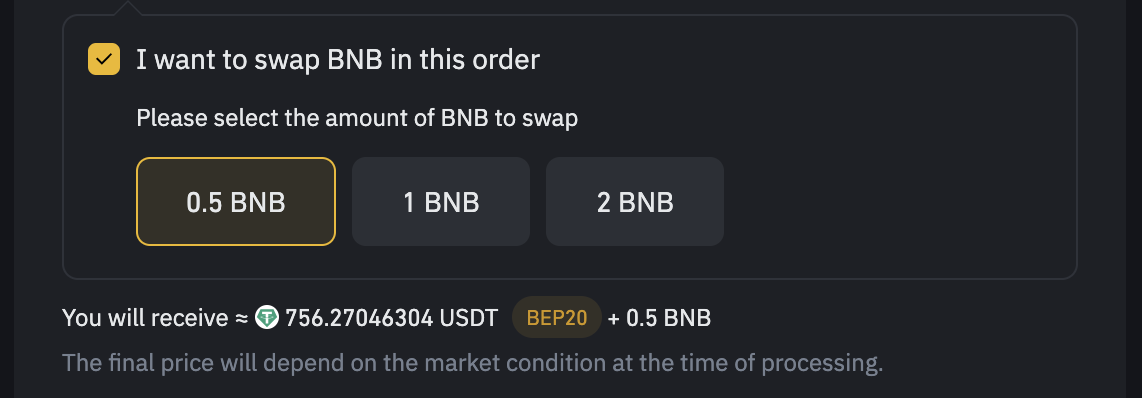 I want to swap BNB in this order
Please select the amount of BNB to swap
0.5 BNB 1 BNB 2 BNB
You will receive ≈ 756.27046304 USDT BEP20 + 0.5 BNB
The final price will depend on the market condition at the time of processing.